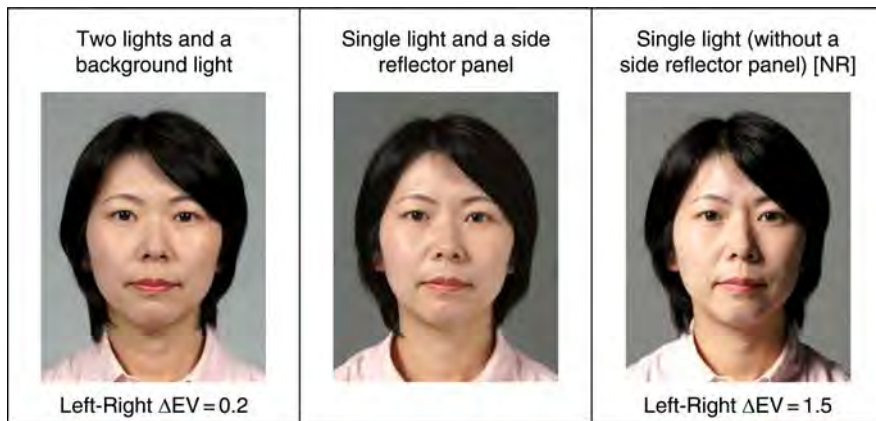 Two lights and a
background light
Single light and a side
reflector panel
Single light (without a
side reflector panel) [NR]
Left-Right ΔEV = 0.2
Left-Right ΔEV = 1.5